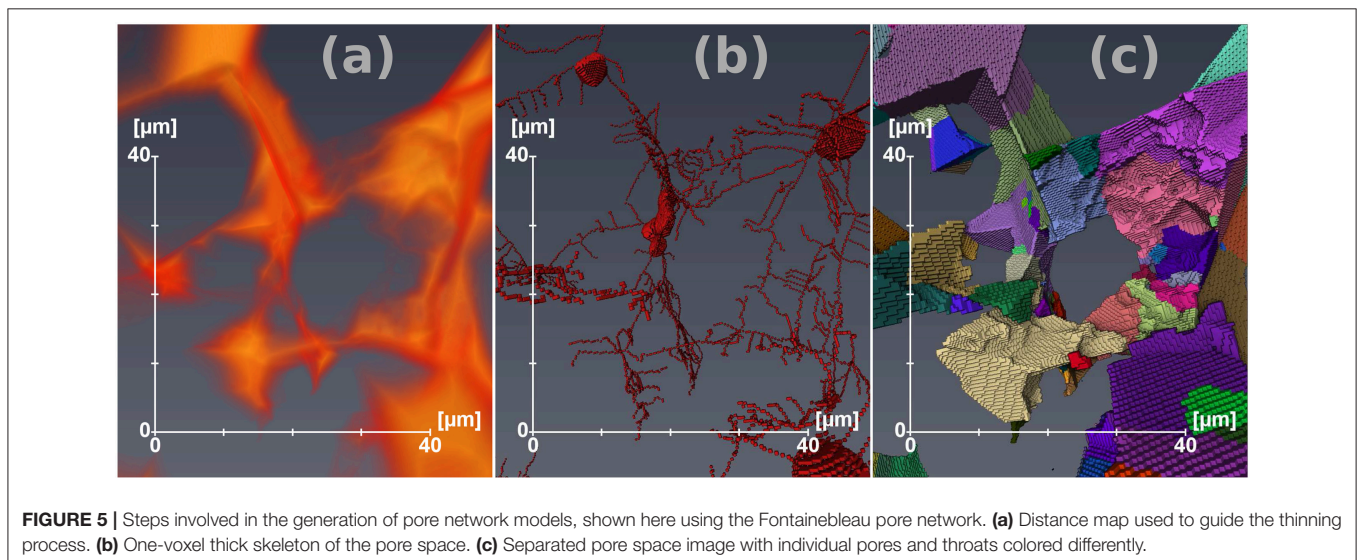 (a)
(b)
(c)
[µm]
[µm]
[µm]
40
40
40
0
[µm]
0
[µm]
0
[µm]
0
40
0
40
0
40
FIGURE 5 | Steps involved in the generation of pore network models, shown here using the Fontainebleau pore network. (a) Distance map used to guide the thinning
process. (b) One-voxel thick skeleton of the pore space. (c) Separated pore space image with individual pores and throats colored differently.